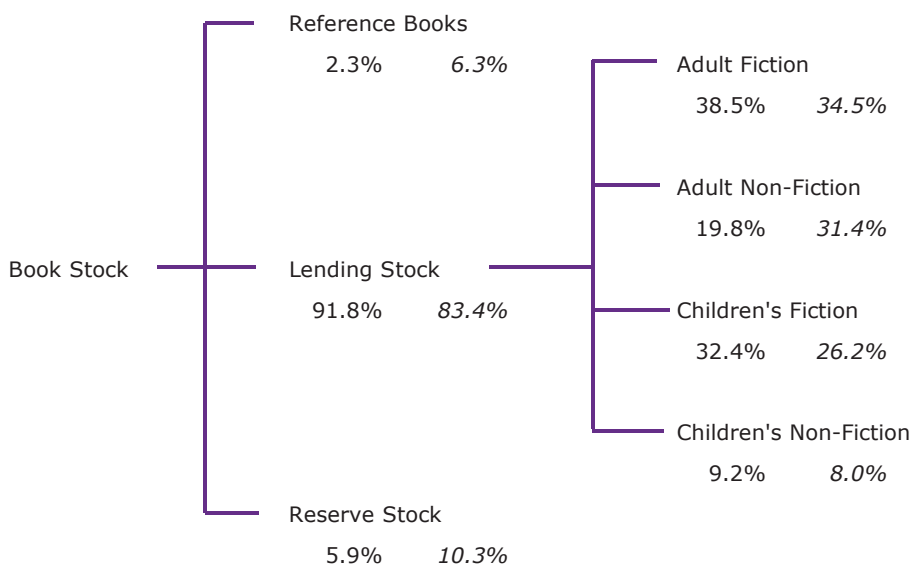 Reference Books
2.3% 6.3%
Adult Fiction
38.5% 34.5%
Adult Non-Fiction
19.8% 31.4%
Book Stock
Lending Stock
91.8% 83.4%
Children's Fiction
32.4% 26.2%
Children's Non-Fiction
9.2% 8.0%
Reserve Stock
5.9% 10.3%